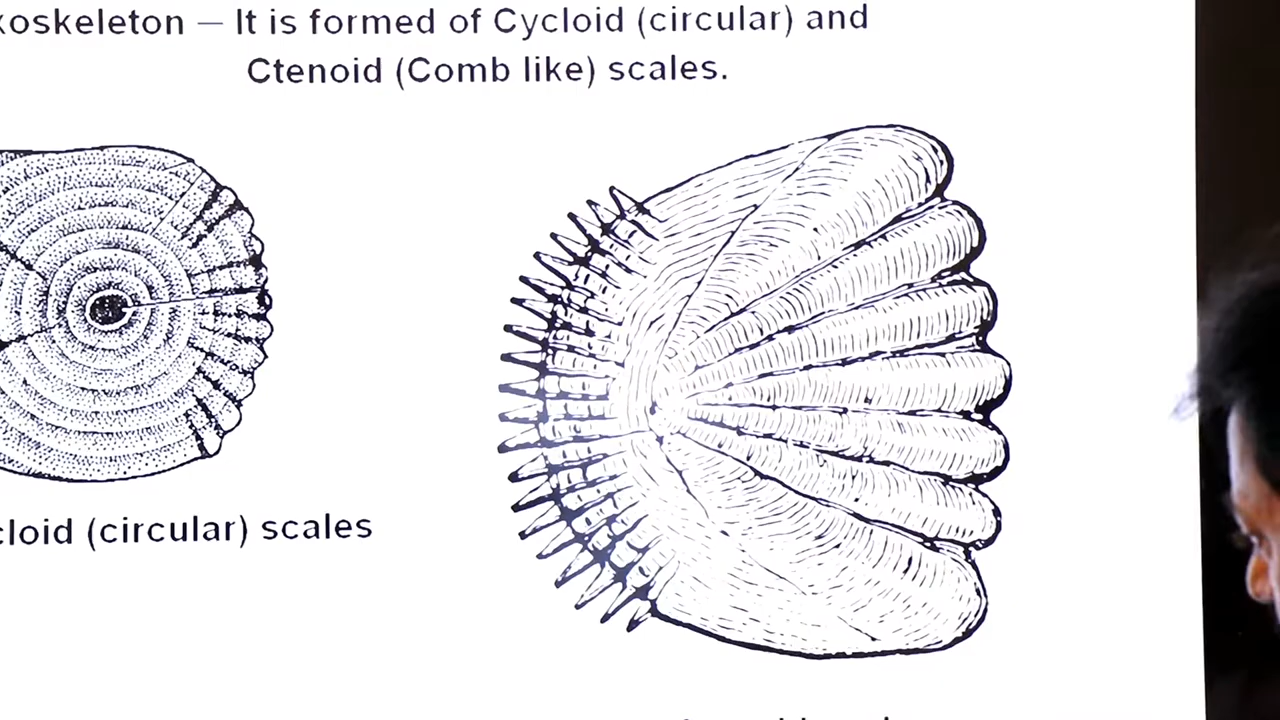 xoskeleton — It is formed of Cycloid (circular) and
Ctenoid (Comb like) scales.
cloid (circular) scales